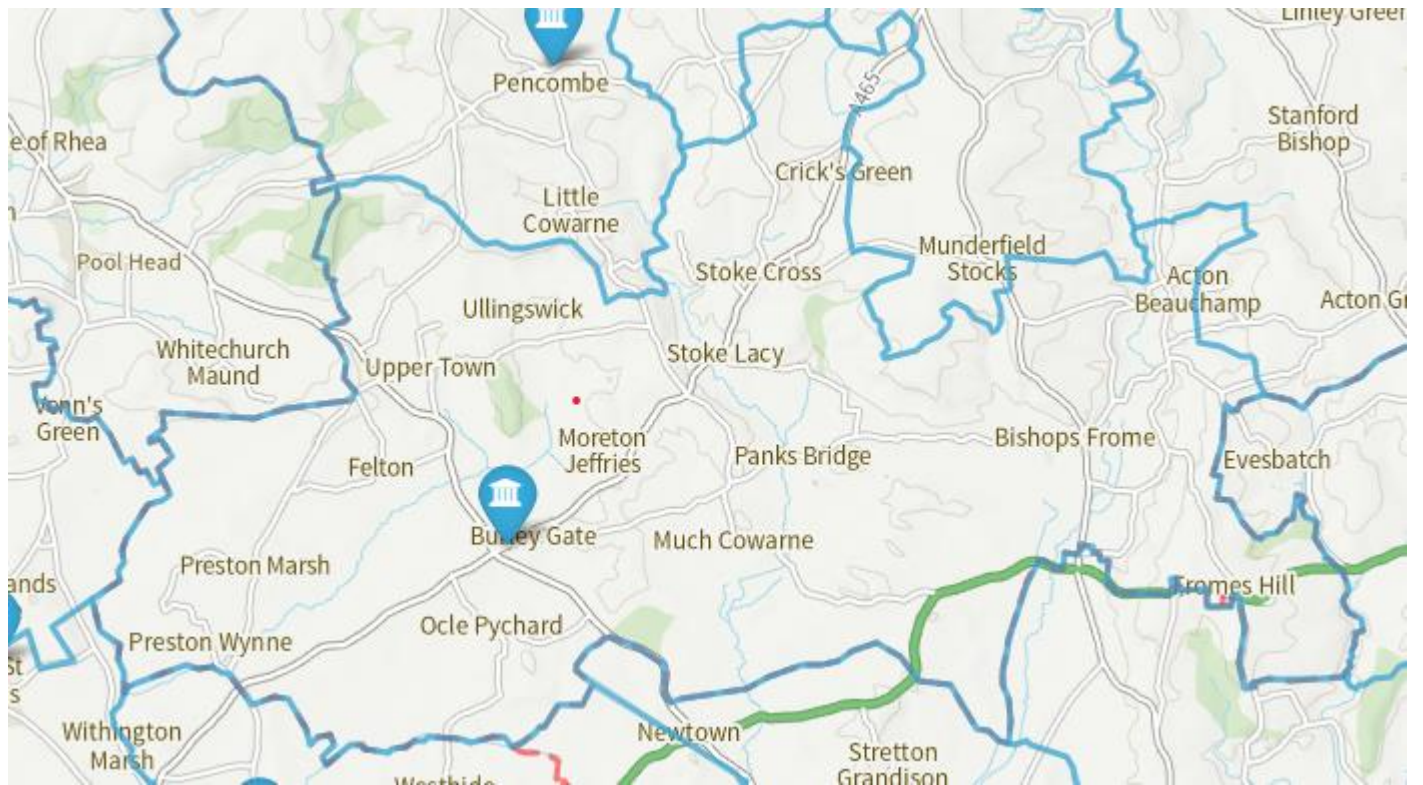 Linley Green
Pencombe
A465
Stanford
Bishop
e of Rhea
Crick's Green
Little
Cowarne
Munderfield
Stocks
Pool Head
Stoke Cross
Acton
Beauchamp
Acton Gr
Ullingswick
Whitechurch
Maund
Stoke Lacy
Upper Town
Venn's
Green
Moreton
Jeffries
Bishops Frome
Panks Bridge
Evesbatch
Felton
Burley Gate
Much Cowarne
Preston Marsh
ands
Fromes Hill
Ocle Pychard
Preston Wynne
St
s
Withington
Marsh
Newtown
Stretton
Grandison
Westhide